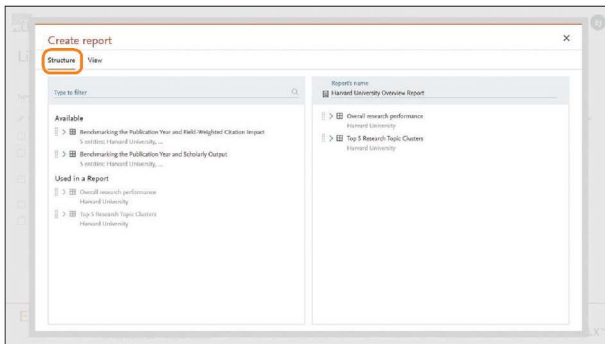 Create report
Structure View
Type to filter
Available
Benchmarking the Publication Year and Field-Weighted Citation Impact
5 entities: Harvard University, ...
Benchmarking the Publication Year and Scholarly Output
5 entities: Harvard University, ...
Used in a Report
Overall research performance
Harvard University
Top 5 Research Topic Clusters
Harvard University
Report's name
Harvard University Overview Report
Overall research performance
Harvard University
Top 5 Research Topic Clusters
Harvard University